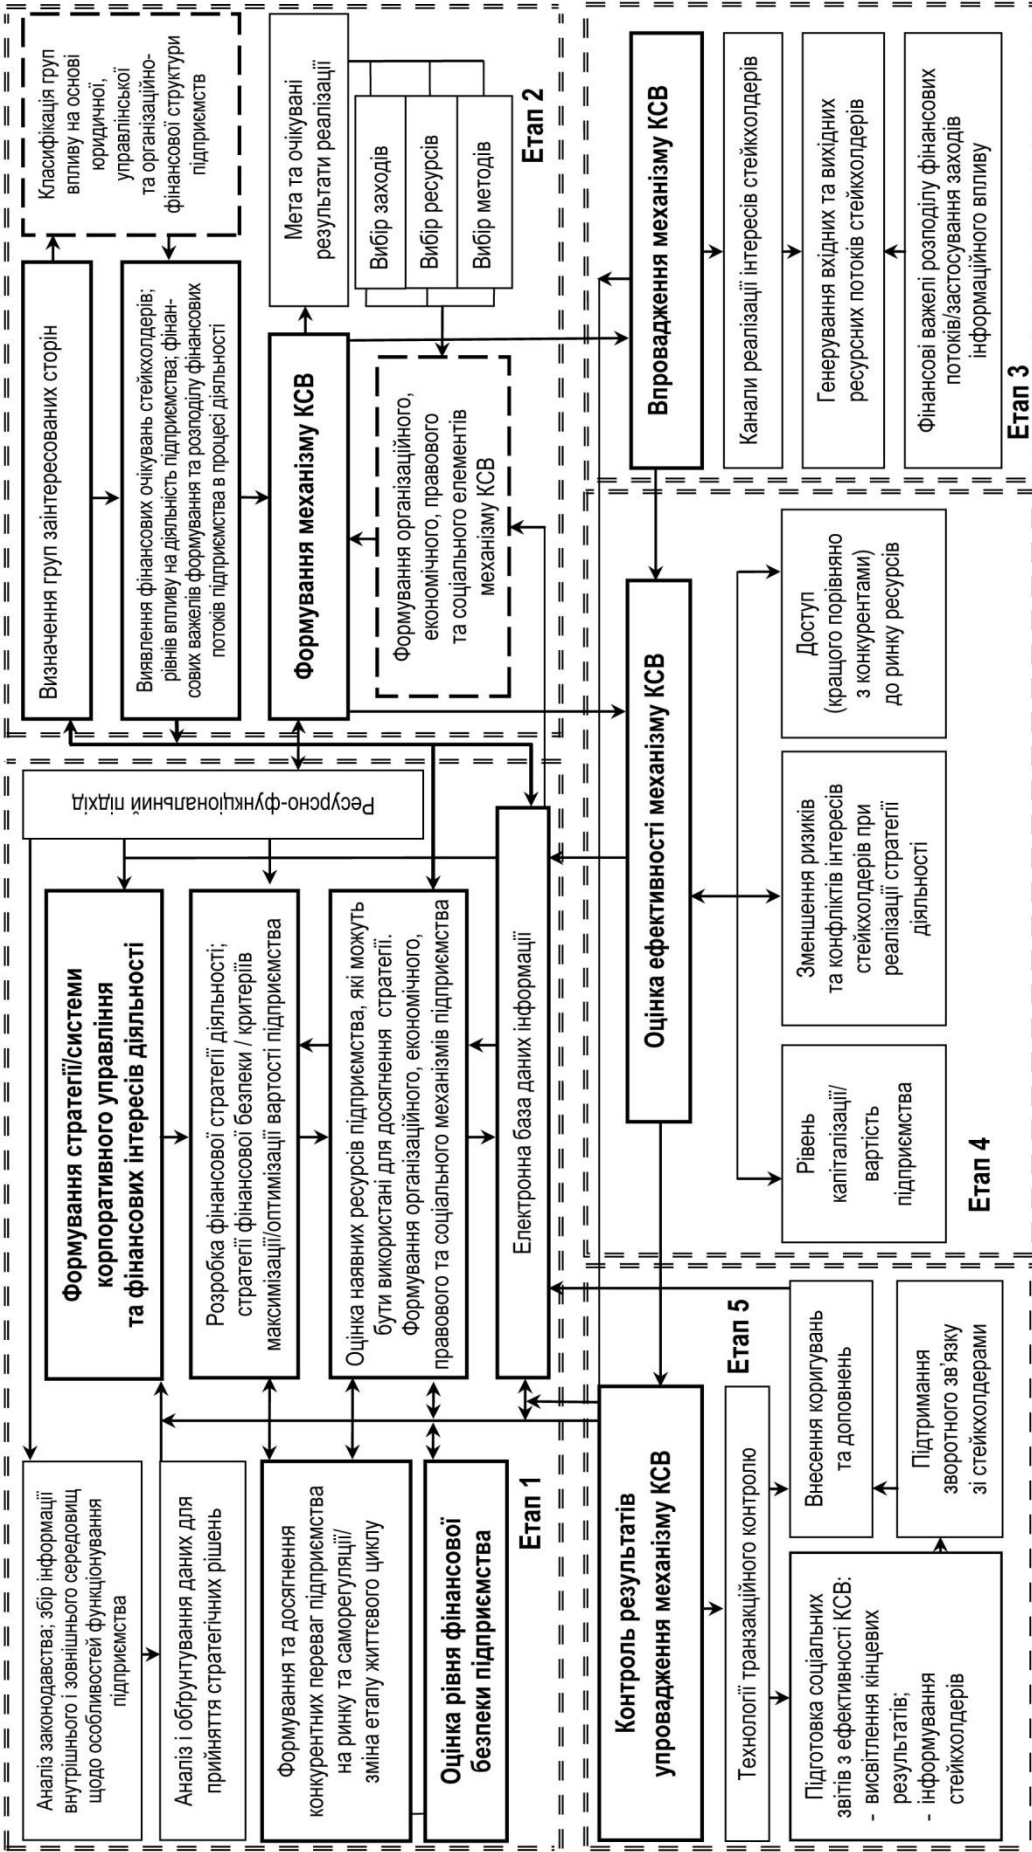 Аналіз законодавства; збір інформації
внутрішнього і зовнішнього середовищ
щодо особливостей функціонування
підприємства
Аналіз і обґрунтування даних для
прийняття стратегічних рішень
Формування та досягнення
конкурентних переваг підприємства
на ринку та саморегуляції/
зміна етапу життєвого циклу
Оцінка рівня фінансової
безпеки підприємства
Етап 1
Формування стратегії/системи
корпоративного управління
та фінансових інтересів діяльності
Розробка фінансової стратегії діяльності;
стратегії фінансової безпеки / критеріїв
максимізації/оптимізації вартості підприємства
Оцінка наявних ресурсів підприємства, які можуть
бути використані для досягнення стратегії.
Формування організаційного, економічного,
правового та соціального механізмів підприємства
Електронна база даних інформації
Ресурсно-функціональний підхід
Визначення груп заінтересованих сторін
Виявлення фінансових очікувань стейкхолдерів;
рівнів впливу на діяльність підприємства; фінан-
сових важелів формування та розподілу фінансових
потоків підприємства в процесі діяльності
Формування механізму КСВ
Формування організаційного,
економічного, правового
та соціального елементів
механізму КСВ
Класифікація груп
впливу на основі
юридичної,
управлінської
та організаційно-
фінансової структури
підприємств
Мета та очікувані
результати реалізації
Вибір заходів
Вибір ресурсів
Вибір методів
Етап 2
Контроль результатів
упровадження механізму КСВ
Технології транзакційного контролю
Етап 5
Підготовка соціальних
звітів з ефективності КСВ:
- висвітлення кінцевих
результатів;
- інформування
стейкхолдерів
Внесення коригувань
та доповнень
Підтримання
зворотного зв’язку
зі стейкхолдерами
Оцінка ефективності механізму КСВ
Рівень
капіталізації/
вартість
підприємства
Зменшення ризиків
та конфліктів інтересів
стейкхолдерів при
реалізації стратегії
діяльності
Доступ
(кращого порівняно
з конкурентами)
до ринку ресурсів
Етап 4
Впровадження механізму КСВ
Канали реалізації інтересів стейкхолдерів
Генерування вхідних та вихідних
ресурсних потоків стейкхолдерів
Фінансові важелі розподілу фінансових
потоків/застосування заходів
інформаційного впливу
Етап 3